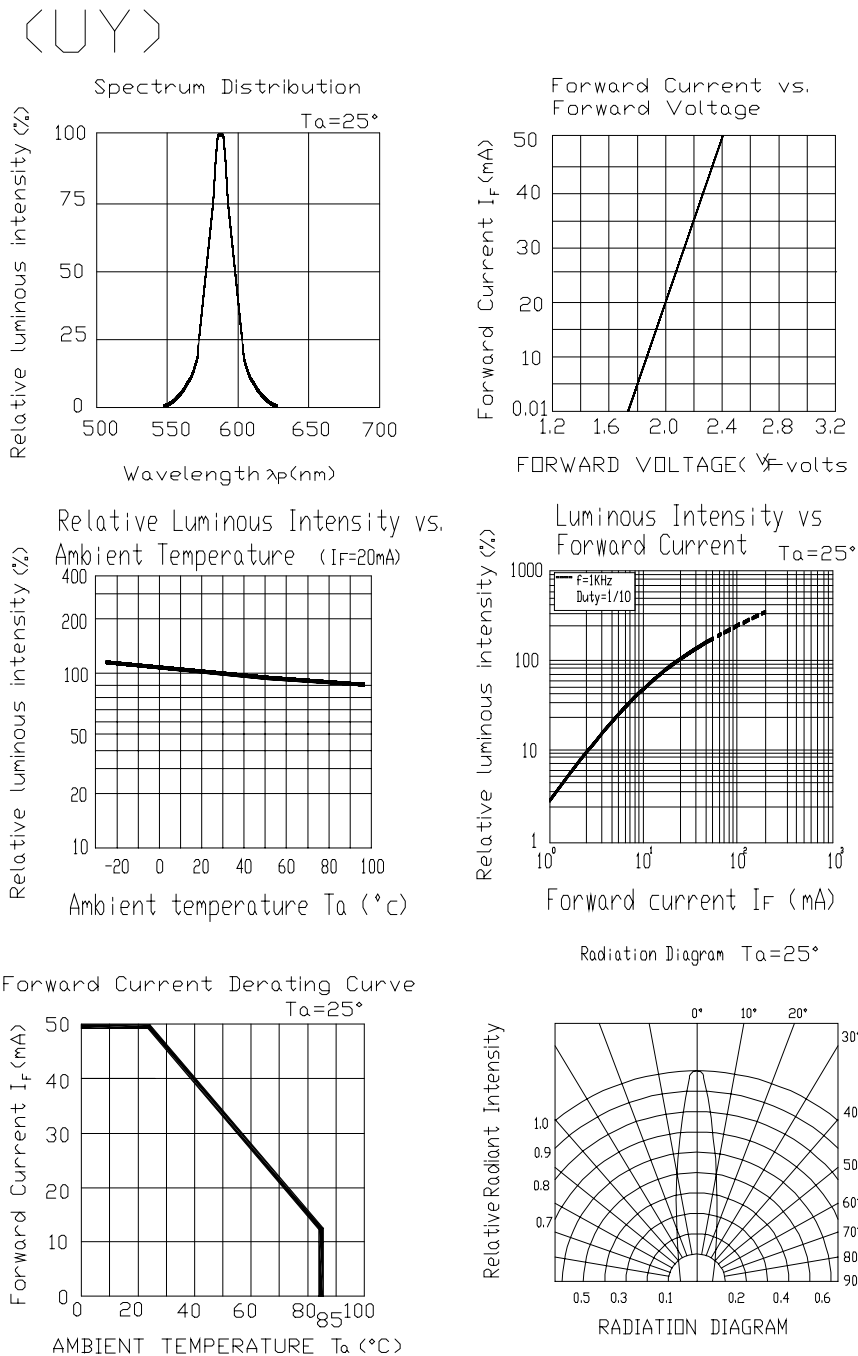 (UY)
Spectrum Distribution
Ta=25°
Relative luminous intensity (%)
100
75
50
25
0
500 550 600 650 700
Wavelength λp(nm)
Forward Current vs.
Forward Voltage
Forward Current IF (mA)
50
40
30
20
10
0.01
1.2 1.6 2.0 2.4 2.8 3.2
FORWARD VOLTAGE( VF volts
Relative Luminous Intensity vs.
Ambient Temperature (IF=20mA)
Relative luminous intensity (%)
400
200
100
50
20
10
-20 0 20 40 60 80 100
Ambient temperature Ta (°c)
Luminous Intensity vs
Forward Current Ta=25°
Relative luminous intensity (%)
f=1KHz
Duty=1/10
1000
100
10
1
10⁰ 10¹ 10² 10³
Forward current IF (mA)
Forward Current Derating Curve
Ta=25°
Forward Current IF (mA)
50
40
30
20
10
0
0 20 40 60 80 85 100
AMBIENT TEMPERATURE Ta (°C)
Radiation Diagram Ta=25°
Relative Radiant Intensity
0° 10° 20°
30°
40
50
60°
70°
80
90
1.0
0.9
0.8
0.7
0.5 0.3 0.1 0.2 0.4 0.6
RADIATION DIAGRAM